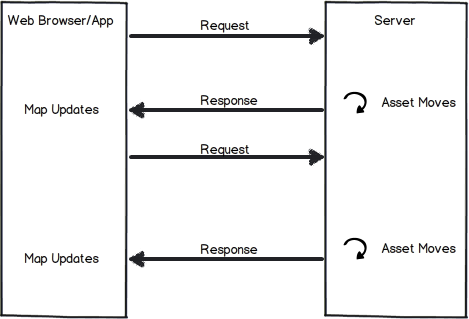 Web Browser/App
Server
Request
Response
Map Updates
Asset Moves
Request
Response
Map Updates
Asset Moves